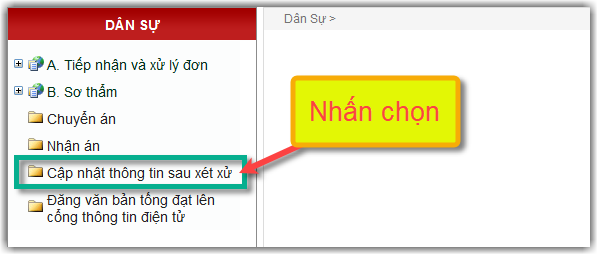 DÂN SỰ
Dân Sự >
A. Tiếp nhận và xử lý đơn
B. Sơ thẩm
Chuyển án
Nhận án
Cập nhật thông tin sau xét xử
Đăng văn bản tống đạt lên
cổng thông tin điện tử
Nhấn chọn